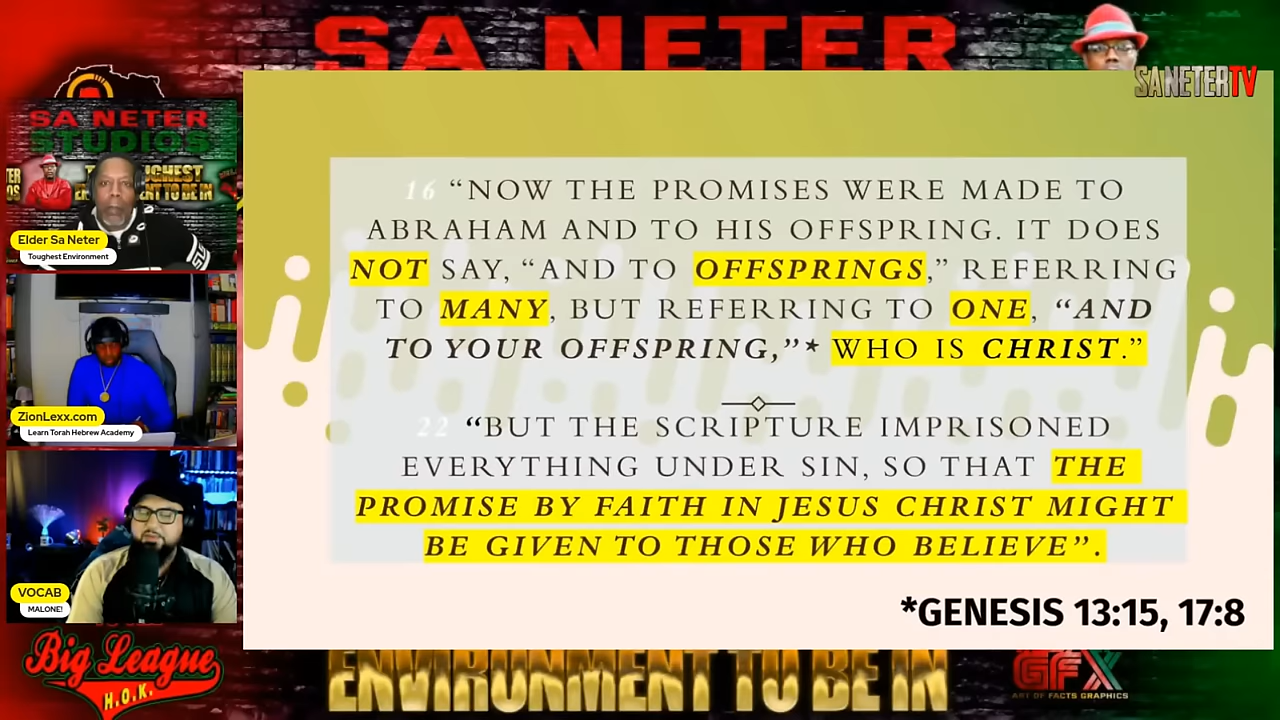 SA NETER
SANETERTV
SA NETER
STUDIOS
Elder Sa Neter
Toughest Environment
ZionLexx.com
Learn Torah Hebrew Academy
VOCAB
MALONE!
Big League
H.O.K.
16 “NOW THE PROMISES WERE MADE TO
ABRAHAM AND TO HIS OFFSPRING. IT DOES
NOT SAY, “AND TO OFFSPRINGS,” REFERRING
TO MANY, BUT REFERRING TO ONE, “AND
TO YOUR OFFSPRING,”* WHO IS CHRIST.”
22 “BUT THE SCRIPTURE IMPRISONED
EVERYTHING UNDER SIN, SO THAT THE
PROMISE BY FAITH IN JESUS CHRIST MIGHT
BE GIVEN TO THOSE WHO BELIEVE”.
*GENESIS 13:15, 17:8
ENVIRONMENT TO BE IN
GFX
ART OF FACTS GRAPHICS